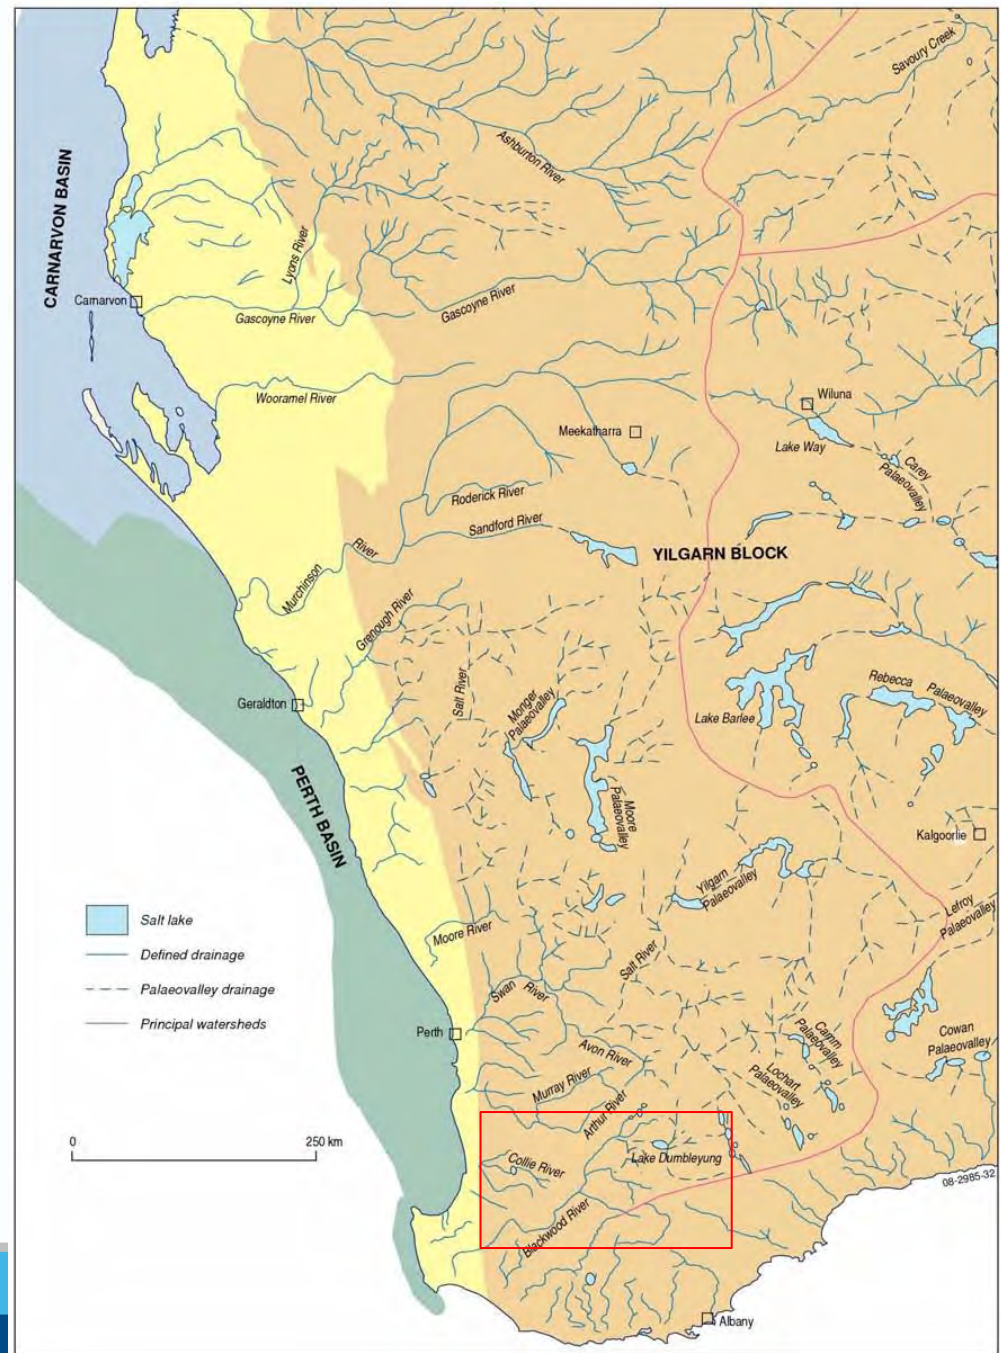 Savoury Creek
Ashburton River
CARNARVON BASIN
Lyons River
Carnarvon
Gascoyne River
Gascoyne River
Wooramel River
Wiluna
Meekatharra
Lake Way
Carey
Palaeovalley
Roderick River
Sandford River
YILGARN BLOCK
River
Murchinson
Grenough River
Salt River
Monger
Palaeovalley
Rebecca Palaeovalley
Geraldton
Lake Barlee
PERTH BASIN
Moore
Palaeovalley
Kalgoorlie
Yilgarn
Palaeovalley
Lefroy
Palaeovalley
Salt lake
Moore River
Defined drainage
Salt River
Palaeovalley drainage
Swan River
Principal watersheds
Perth
Avon River
Camm
Palaeovalley
Cowan
Palaeovalley
Murray River
Lochart
Palaeovalley
Arthur River
0 250 km
Collie River
Lake Dumbleyung
08-2985-32
Blackwood River
Albany